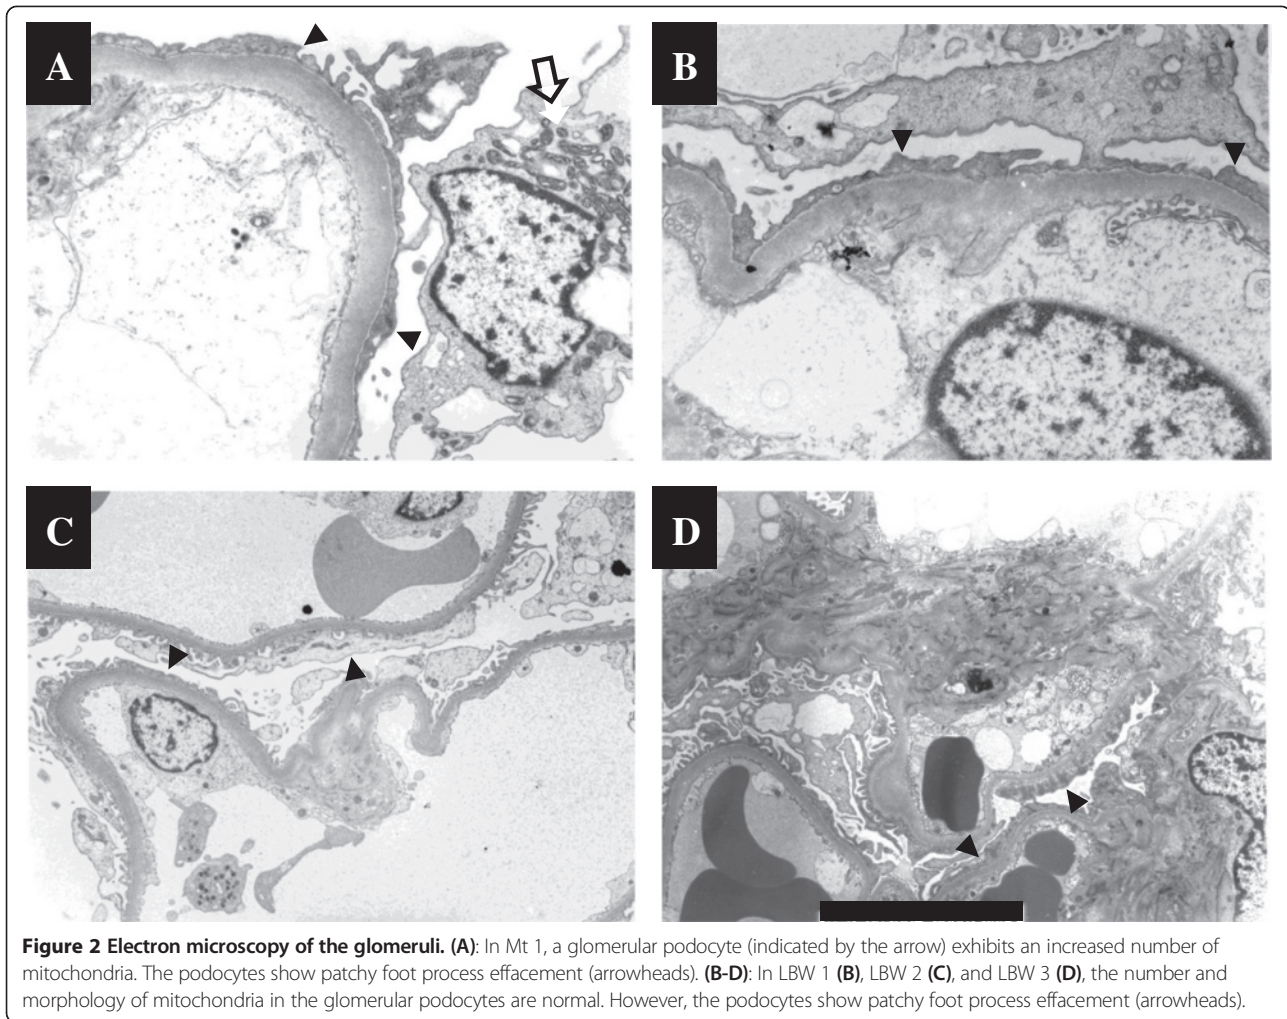 A
B
C
D
Figure 2 Electron microscopy of the glomeruli. (A): In Mt 1, a glomerular podocyte (indicated by the arrow) exhibits an increased number of
mitochondria. The podocytes show patchy foot process effacement (arrowheads). (B-D): In LBW 1 (B), LBW 2 (C), and LBW 3 (D), the number and
morphology of mitochondria in the glomerular podocytes are normal. However, the podocytes show patchy foot process effacement (arrowheads).